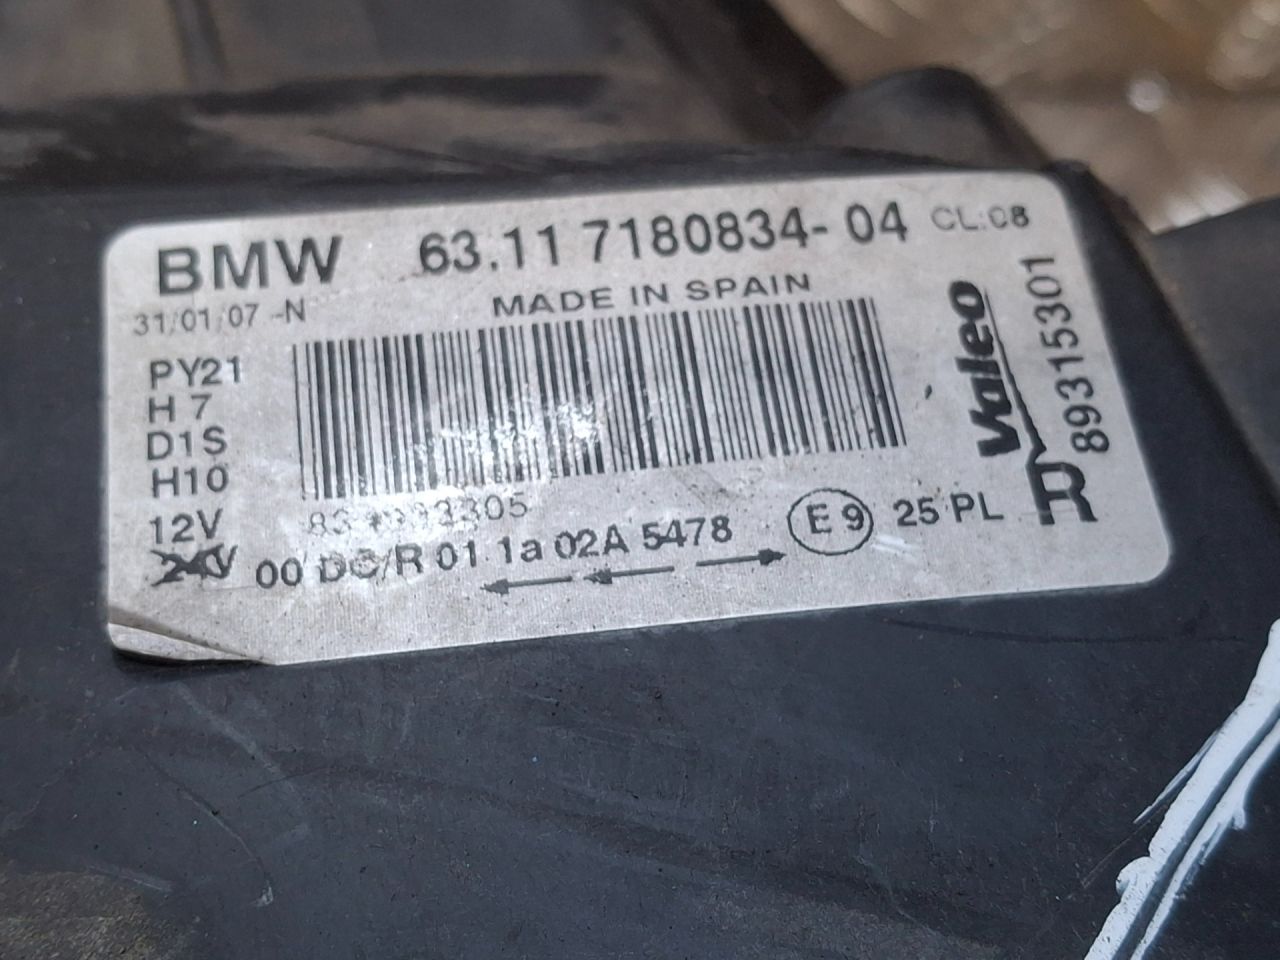 BMW 63.11 7180834-04 CL:08
31/01/07 -N
MADE IN SPAIN
PY21
H7
D1S
H10
12V
24V
00 DC/R 01 1a 02A 5478
E9
25 PL
Valeo
R
89315301